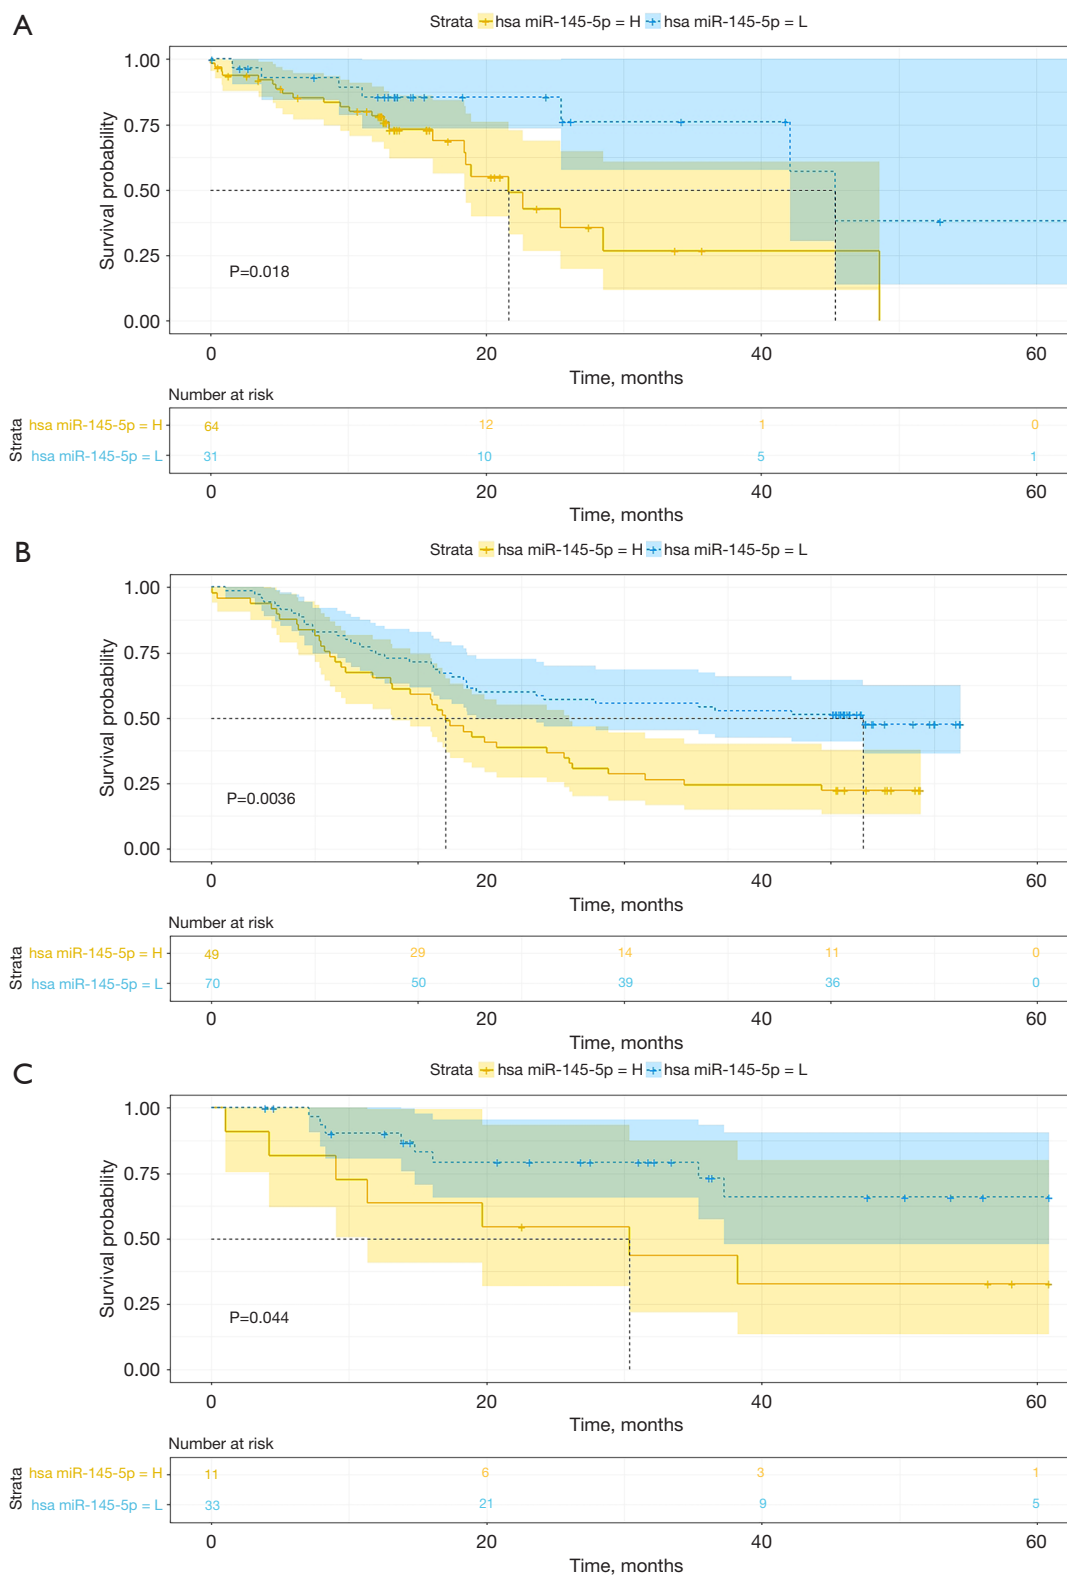 A
Strata hsa miR-145-5p = H hsa miR-145-5p = L
Survival probability
1.00
0.75
0.50
0.25
0.00
P=0.018
0 20 40 60
Time, months
Number at risk
Strata
hsa miR-145-5p = H 64 12 1 0
hsa miR-145-5p = L 31 10 5 1
0 20 40 60
Time, months
B
Strata hsa miR-145-5p = H hsa miR-145-5p = L
Survival probability
1.00
0.75
0.50
0.25
0.00
P=0.0036
0 20 40 60
Time, months
Number at risk
Strata
hsa miR-145-5p = H 49 29 14 11 0
hsa miR-145-5p = L 70 50 39 36 0
0 20 40 60
Time, months
C
Strata hsa miR-145-5p = H hsa miR-145-5p = L
Survival probability
1.00
0.75
0.50
0.25
0.00
P=0.044
0 20 40 60
Time, months
Number at risk
Strata
hsa miR-145-5p = H 11 6 3 1
hsa miR-145-5p = L 33 21 9 5
0 20 40 60
Time, months